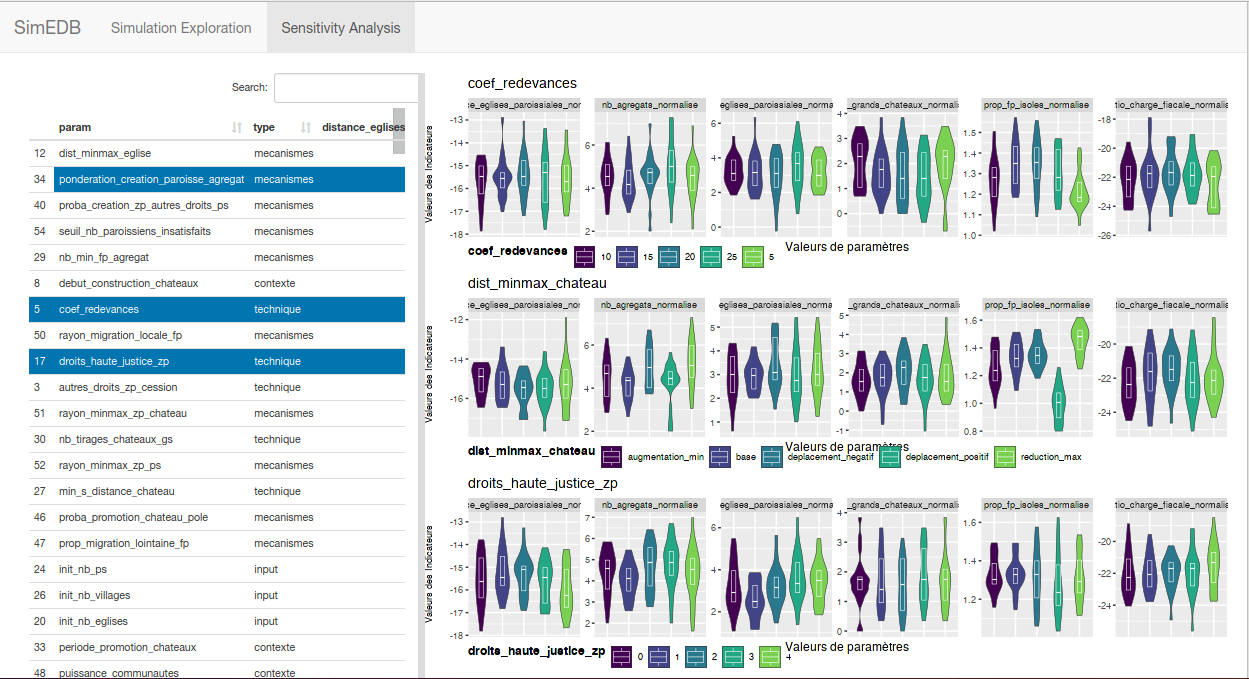 SimEDB Simulation Exploration Sensitivity Analysis
Search:
param type distance_eglises
12 dist_minmax_eglise mecanismes
34 ponderation_creation_paroisse_agregat mecanismes
40 proba_creation_zp_autres_droits_ps mecanismes
54 seuil_nb_paroissiens_insatisfaits mecanismes
29 nb_min_fp_agregat mecanismes
8 debut_construction_chateaux contexte
5 coef_redevances technique
50 rayon_migration_locale_fp mecanismes
17 droits_haute_justice_zp technique
3 autres_droits_zp_cession technique
51 rayon_minmax_zp_chateau mecanismes
30 nb_tirages_chateaux_gs technique
52 rayon_minmax_zp_ps mecanismes
27 min_s_distance_chateau technique
46 proba_promotion_chateau_pole mecanismes
47 prop_migration_lointaine_fp mecanismes
24 init_nb_ps input
26 init_nb_villages input
20 init_nb_eglises input
33 periode_promotion_chateaux contexte
48 puissance_communautes contexte
coef_redevances
ce_eglises_paroissiales_nor nb_agregats_normalise eglises_paroissiales_norma _grands_chateaux_normalis prop_fp_isoles_normalise tio_charge_fiscale_normalis
Valeurs des Indicateurs
-13 -14 -15 -16 -17 -18
6 4 2
6 4 2 0
4 3 2 1 0
1.5 1.4 1.3 1.2 1.1 1.0
-18 -20 -22 -24 -26
Valeurs de paramètres
coef_redevances 10 15 20 25 5
dist_minmax_chateau
ce_eglises_paroissiales_nor nb_agregats_normalise eglises_paroissiales_norma _grands_chateaux_normalis prop_fp_isoles_normalise tio_charge_fiscale_normalis
Valeurs des Indicateurs
-12 -14 -16
6 4 2
5 4 3 2 1
5 4 3 2 1 0 -1
1.6 1.4 1.2 1.0 0.8
-20 -22 -24
Valeurs de paramètres
dist_minmax_chateau augmentation_min base deplacement_negatif deplacement_positif reduction_max
droits_haute_justice_zp
ce_eglises_paroissiales_nor nb_agregats_normalise eglises_paroissiales_norma _grands_chateaux_normalis prop_fp_isoles_normalise tio_charge_fiscale_normalis
Valeurs des Indicateurs
-13 -14 -15 -16 -17 -18
7 6 5 4 3 2
6 4 2
4 3 2 1 0
1.6 1.4 1.2
-20 -22 -24
Valeurs de paramètres
droits_haute_justice_zp 0 1 2 3 4